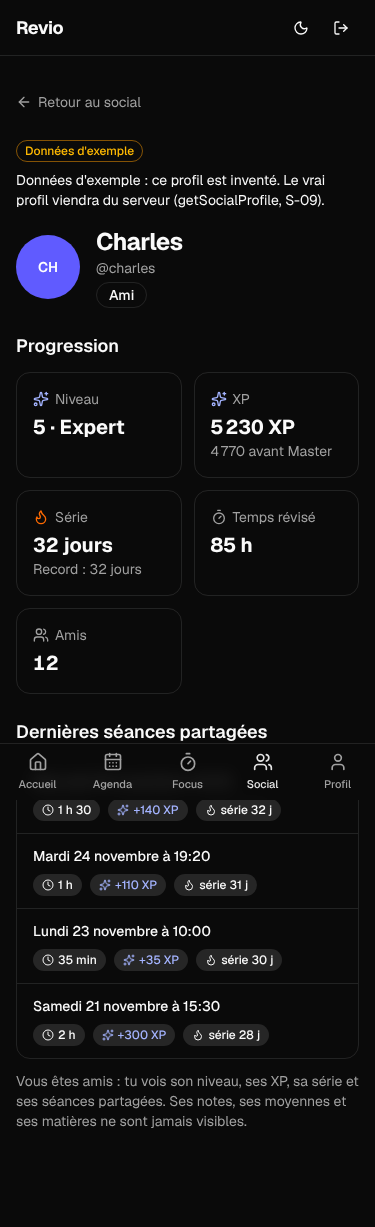 Revio
Retour au social
Données d'exemple
Données d'exemple : ce profil est inventé. Le vrai
profil viendra du serveur (getSocialProfile, S-09).
CH
Charles
@charles
Ami
Progression
Niveau
5 · Expert
XP
5 230 XP
4 770 avant Master
Série
32 jours
Record : 32 jours
Temps révisé
85 h
Amis
12
Dernières séances partagées
Accueil
Agenda
Focus
Social
Profil
1 h 30
+140 XP
série 32 j
Mardi 24 novembre à 19:20
1 h
+110 XP
série 31 j
Lundi 23 novembre à 10:00
35 min
+35 XP
série 30 j
Samedi 21 novembre à 15:30
2 h
+300 XP
série 28 j
Vous êtes amis : tu vois son niveau, ses XP, sa série et
ses séances partagées. Ses notes, ses moyennes et
ses matières ne sont jamais visibles.